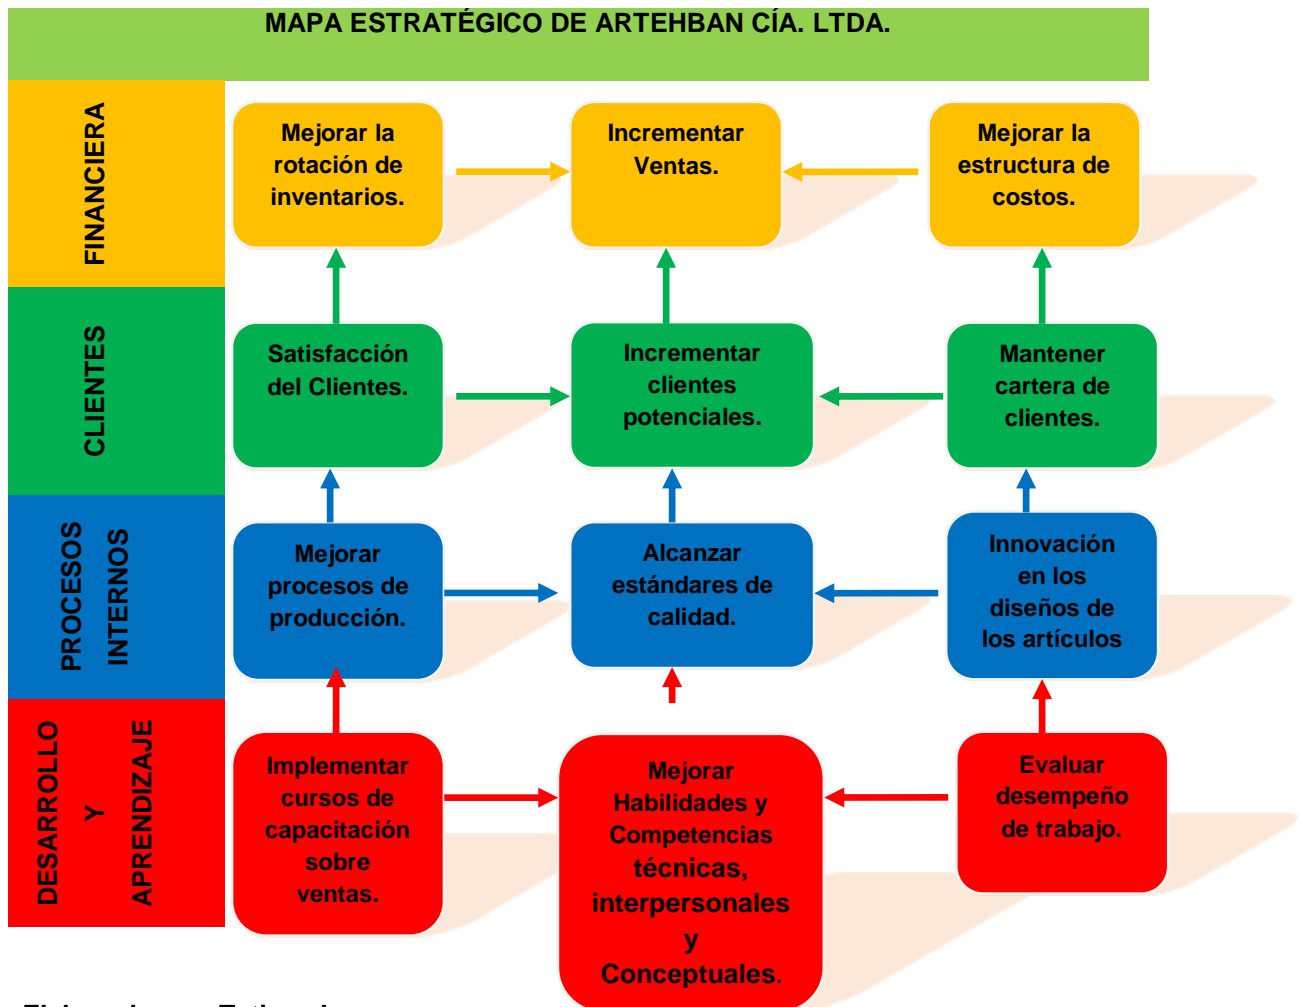 MAPA ESTRATÉGICO DE ARTEHBAN CÍA. LTDA.
FINANCIERA
Mejorar la
rotación de
inventarios.
Incrementar
Ventas.
Mejorar la
estructura de
costos.
CLIENTES
Satisfacción
del Clientes.
Incrementar
clientes
potenciales.
Mantener
cartera de
clientes.
PROCESOS
INTERNOS
Mejorar
procesos de
producción.
Alcanzar
estándares de
calidad.
Innovación
en los
diseños de
los artículos
DESARROLLO
Y
APRENDIZAJE
Implementar
cursos de
capacitación
sobre
ventas.
Mejorar
Habilidades y
Competencias
técnicas,
interpersonales
y
Conceptuales.
Evaluar
desempeño
de trabajo.